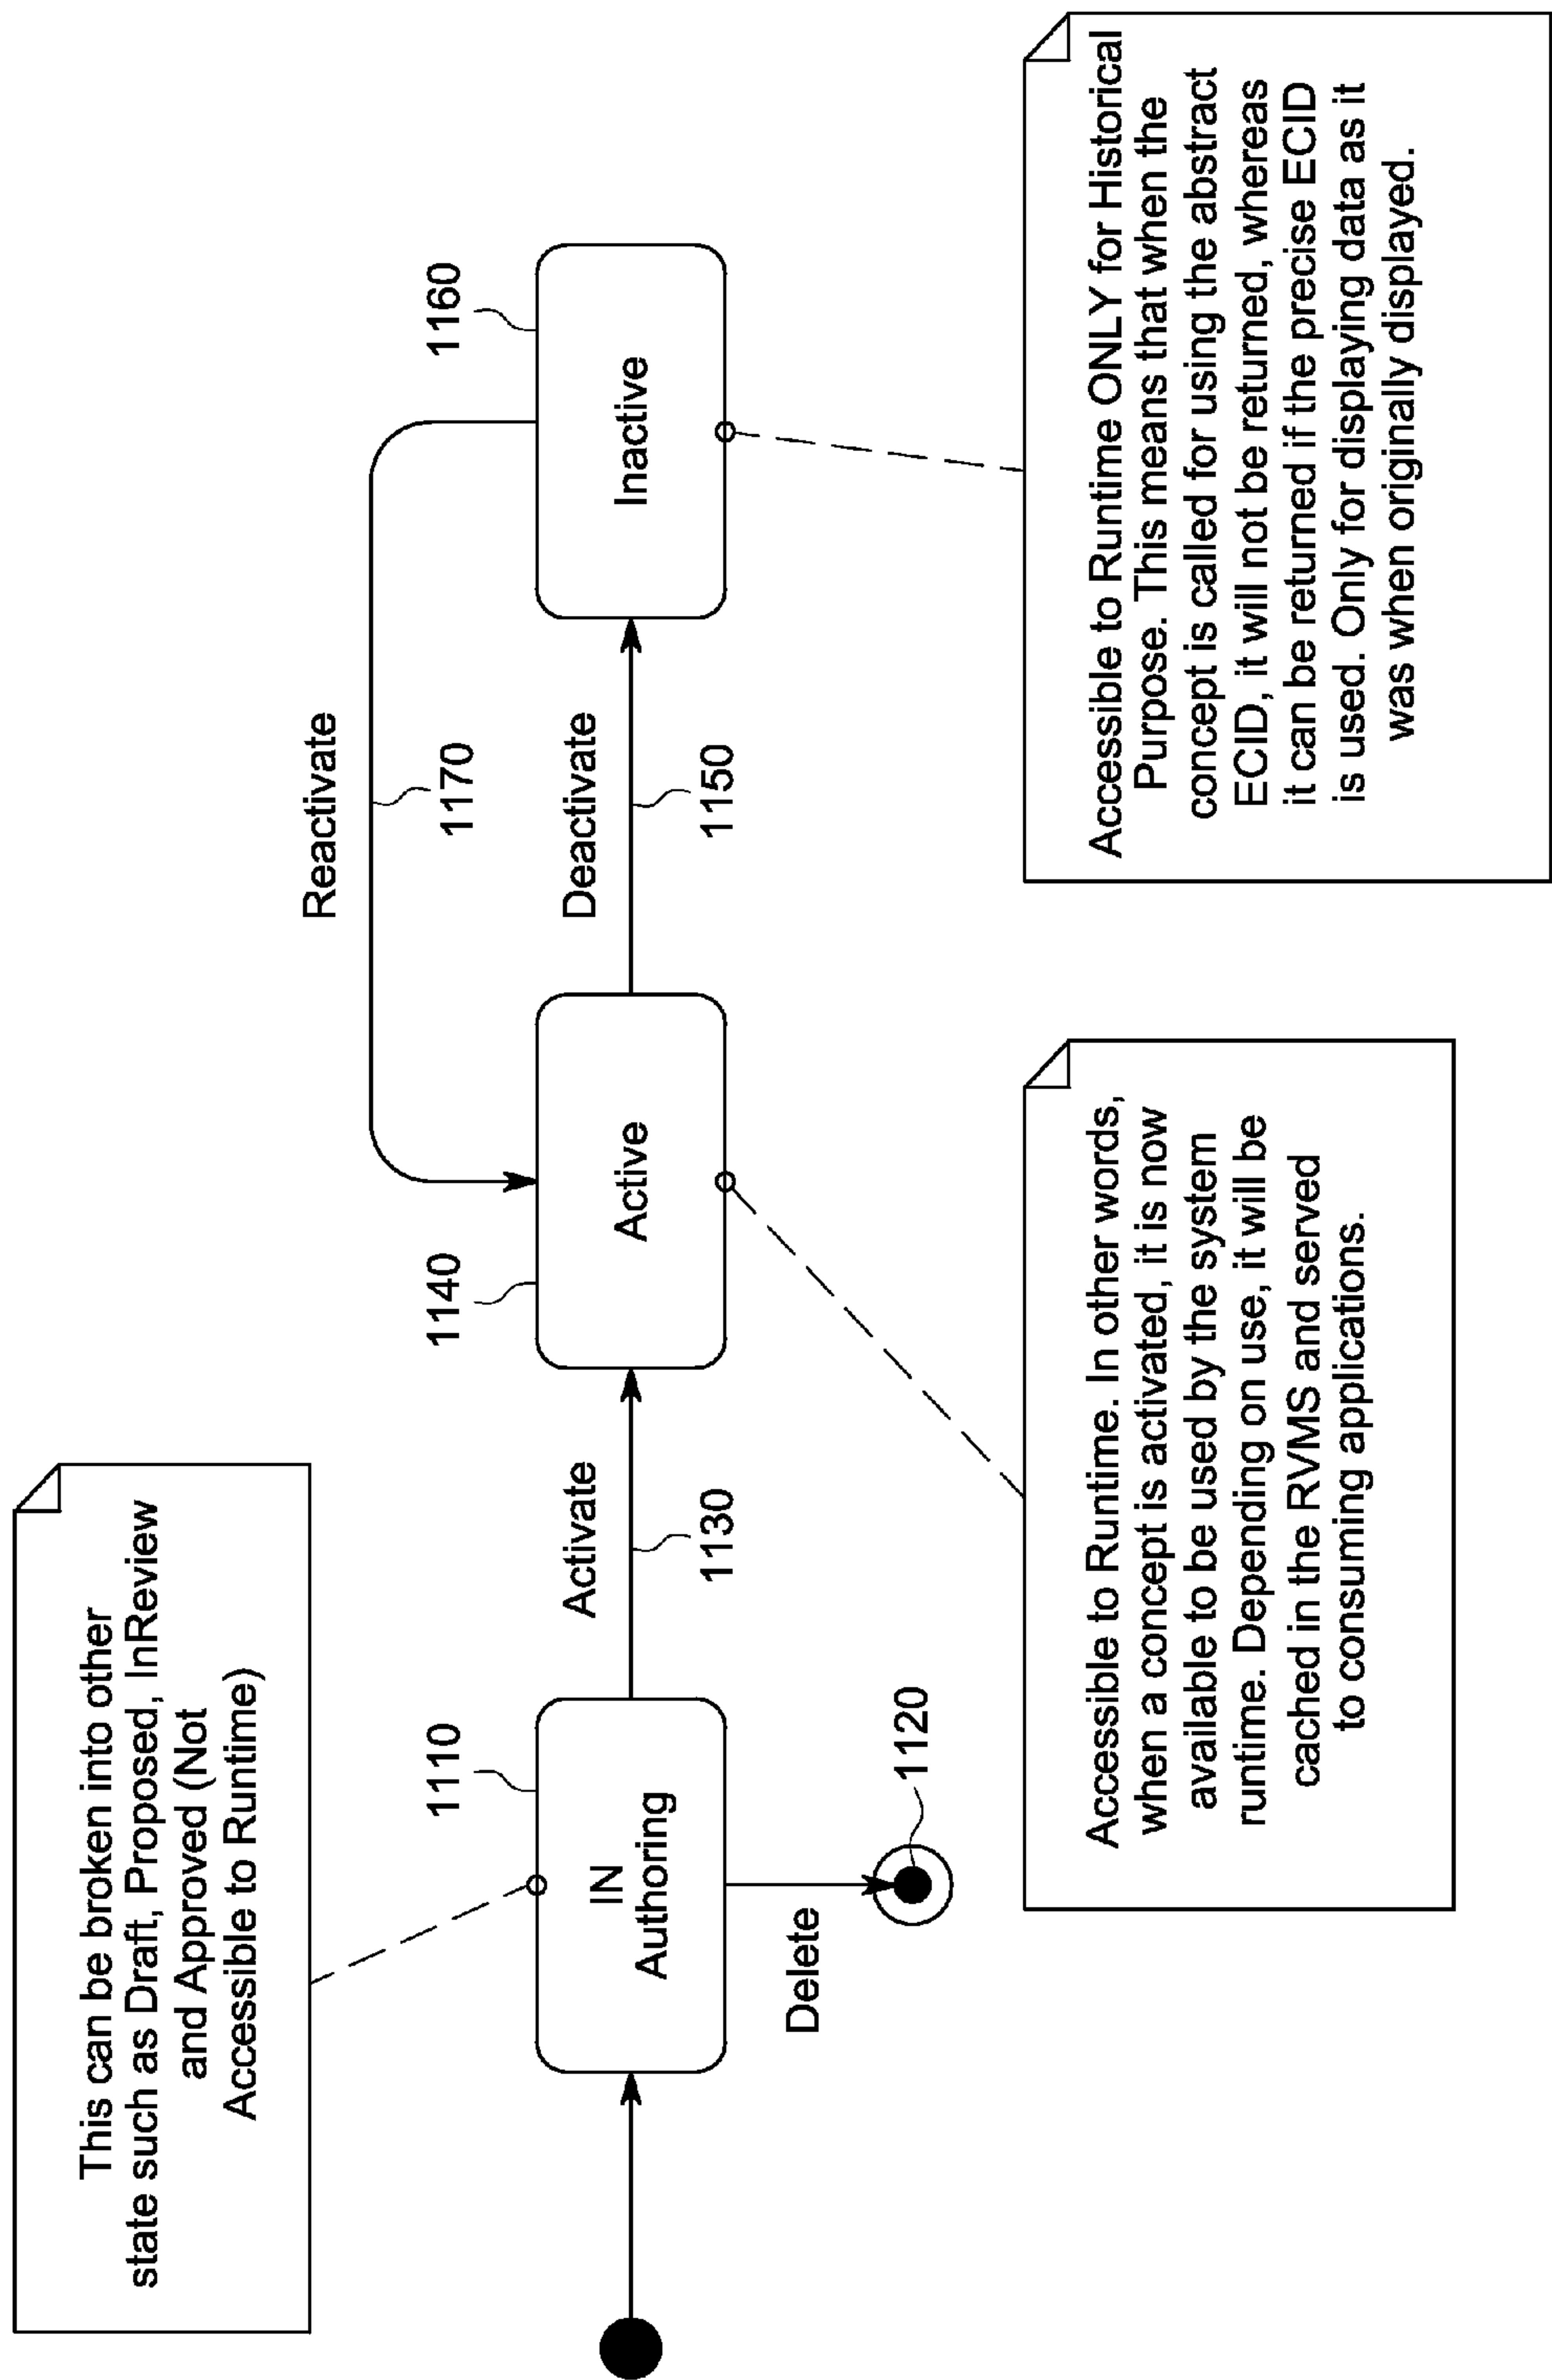 This can be broken into other
state such as Draft, Proposed, InReview
and Approved (Not
Accessible to Runtime)
Reactivate
1170
1110
IN
Authoring
Activate
1130
1140
Active
Deactivate
1150
1160
Inactive
Delete
1120
Accessible to Runtime. In other words,
when a concept is activated, it is now
available to be used by the system
runtime. Depending on use, it will be
cached in the RVMS and served
to consuming applications.
Accessible to Runtime ONLY for Historical
Purpose. This means that when the
concept is called for using the abstract
ECID, it will not be returned, whereas
it can be returned if the precise ECID
is used. Only for displaying data as it
was when originally displayed.